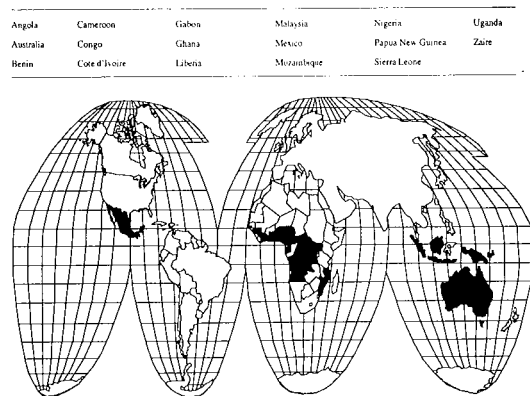 Angola Cameroon Gabon Malaysia Nigeria Uganda
Australia Congo Ghana Mexico Papua New Guinea Zaire
Benin Cote d'Ivoire Liberia Mozambique Sierra Leone